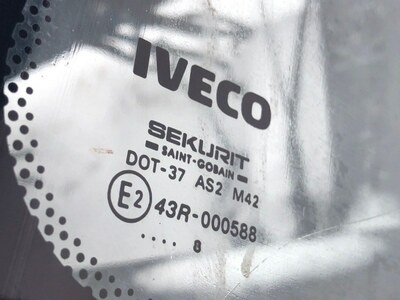 IVECO
SEKURIT
SAINT-GOBAIN
DOT-37 AS2 M42
E2 43R-000588
.... 8